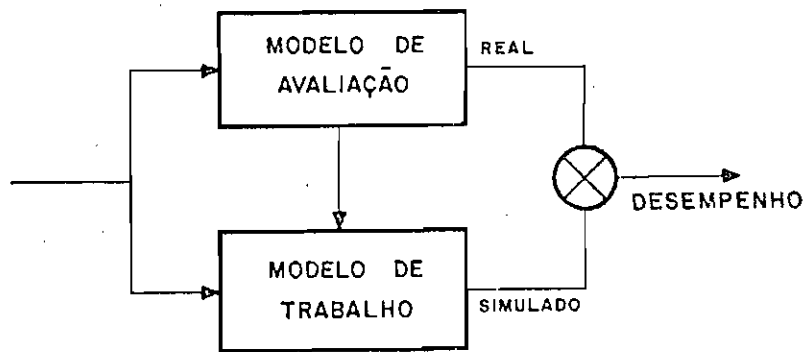 MODELO DE
AVALIAÇÃO
REAL
DESEMPENHO
MODELO DE
TRABALHO
SIMULADO